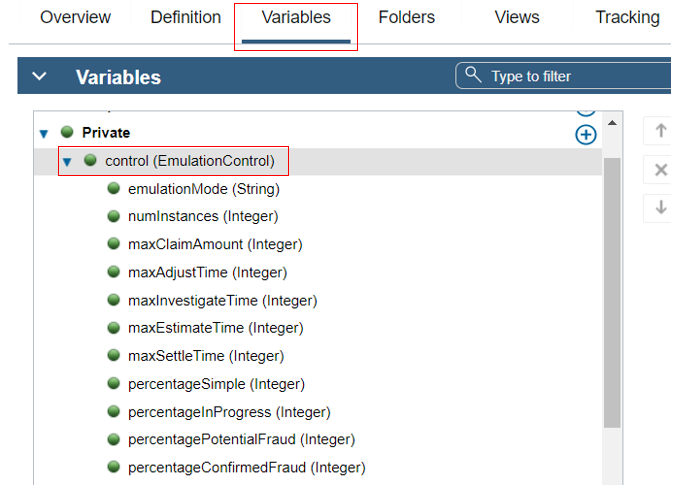 Overview Definition Variables Folders Views Tracking
Variables Type to filter
Private
control (EmulationControl)
emulationMode (String)
numInstances (Integer)
maxClaimAmount (Integer)
maxAdjustTime (Integer)
maxInvestigateTime (Integer)
maxEstimateTime (Integer)
maxSettleTime (Integer)
percentageSimple (Integer)
percentageInProgress (Integer)
percentagePotentialFraud (Integer)
percentageConfirmedFraud (Integer)